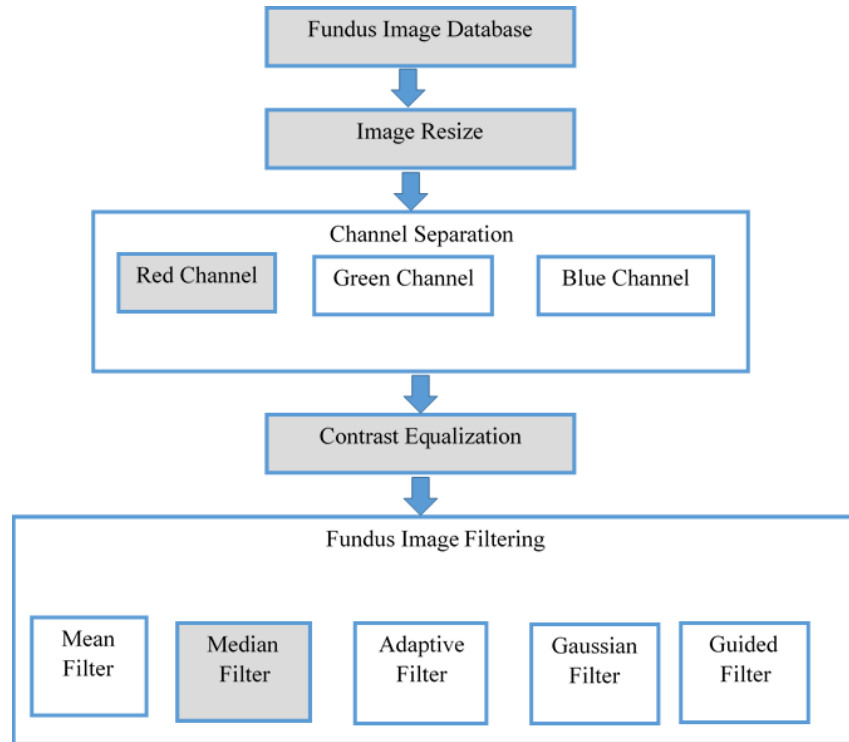 Fundus Image Database
Image Resize
Channel Separation
Red Channel
Green Channel
Blue Channel
Contrast Equalization
Fundus Image Filtering
Mean
Filter
Median
Filter
Adaptive
Filter
Gaussian
Filter
Guided
Filter